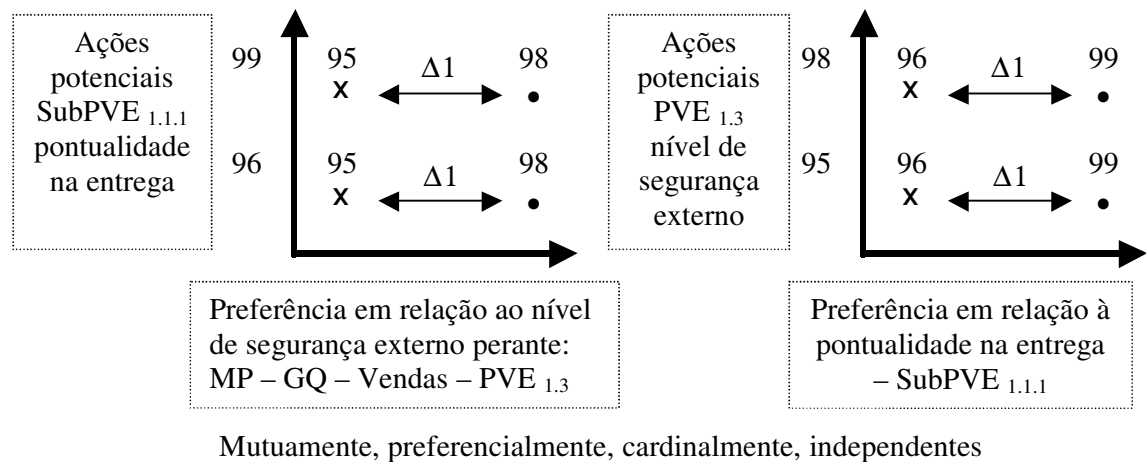 Ações
potenciais
SubPVE 1.1.1
pontualidade
na entrega
99 95 Δ1 98
x
96 95 Δ1 98
x
Preferência em relação ao nível
de segurança externo perante:
MP – GQ – Vendas – PVE 1.3
Ações
potenciais
PVE 1.3
nível de
segurança
externo
98 96 Δ1 99
x
95 96 Δ1 99
x
Preferência em relação à
pontualidade na entrega
– SubPVE 1.1.1
Mutuamente, preferencialmente, cardinalmente, independentes